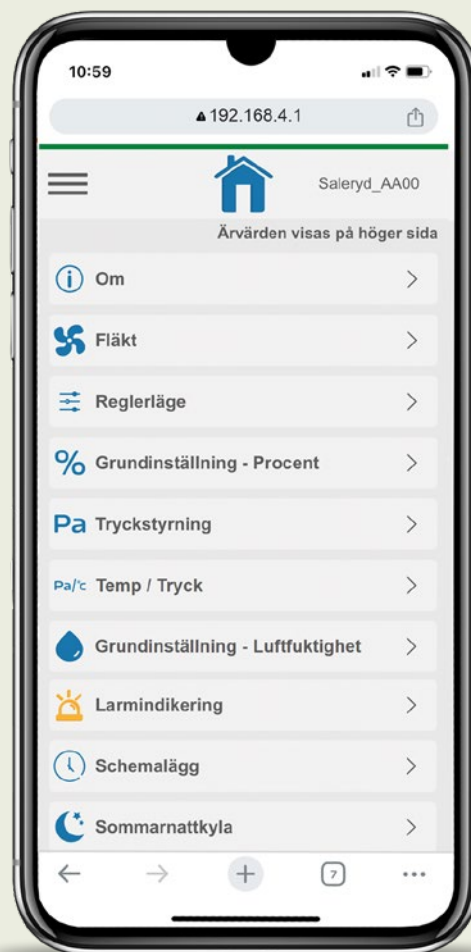 10:59
192.168.4.1
Saleryd_AA00
Ärvärden visas på höger sida
Om
Fläkt
Reglerläge
% Grundinställning - Procent
Pa Tryckstyrning
Pa/°c Temp / Tryck
Grundinställning - Luftfuktighet
Larmindikering
Schemalägg
Sommarnattkyla
7